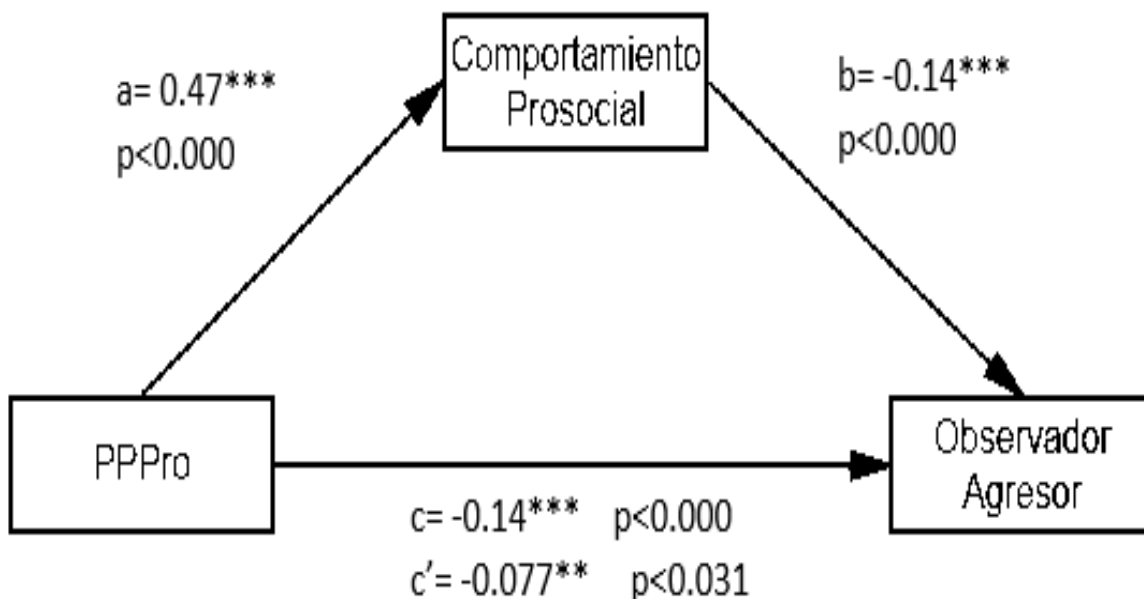 Comportamiento
Prosocial
a= 0.47***
p<0.000
b= -0.14***
p<0.000
PPPro
Observador
Agresor
c= -0.14*** p<0.000
c′= -0.077** p<0.031